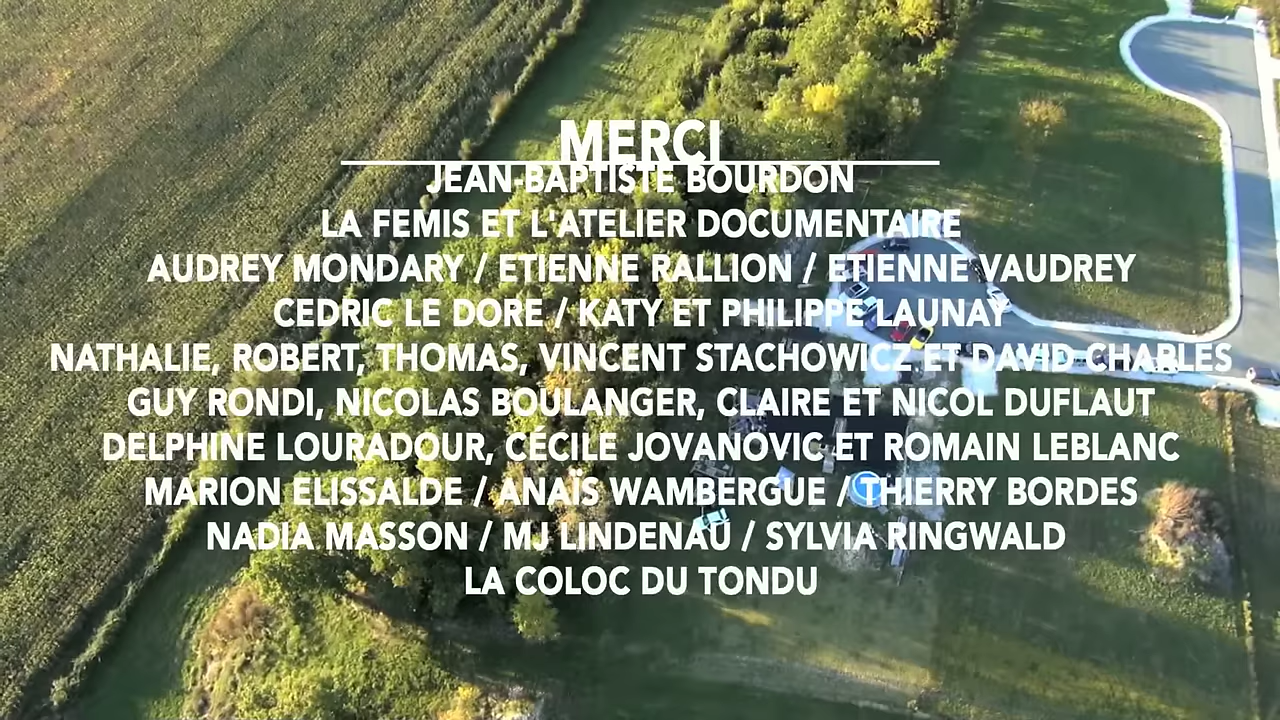 MERCI
JEAN-BAPTISTE BOURDON
LA FEMIS ET L'ATELIER DOCUMENTAIRE
AUDREY MONDARY / ETIENNE RALLION / ETIENNE VAUDREY
CEDRIC LE DORE / KATY ET PHILIPPE LAUNAY
NATHALIE, ROBERT, THOMAS, VINCENT STACHOWICZ ET DAVID CHARLES
GUY RONDI, NICOLAS BOULANGER, CLAIRE ET NICOL DUFLAUT
DELPHINE LOURADOUR, CÉCILE JOVANOVIC ET ROMAIN LEBLANC
MARION ELISSALDE / ANAÏS WAMBERGUE / THIERRY BORDES
NADIA MASSON / MJ LINDENAU / SYLVIA RINGWALD
LA COLOC DU TONDU